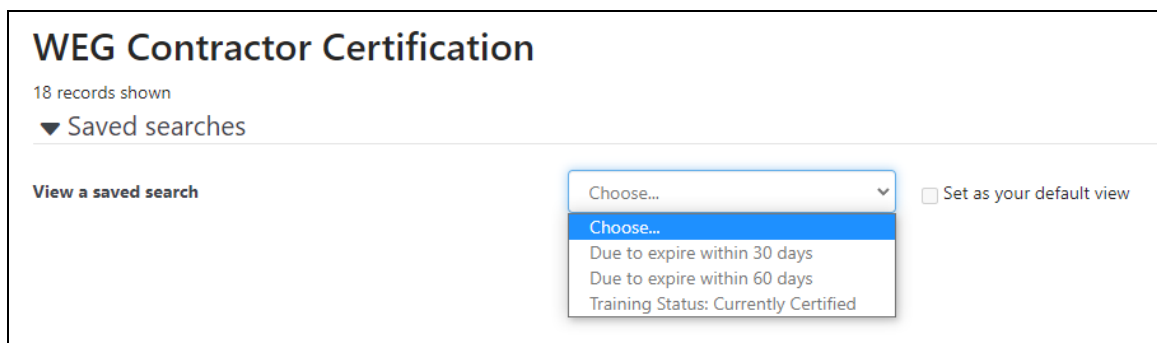 WEG Contractor Certification
18 records shown
Saved searches
View a saved search
Choose...
Set as your default view
Choose...
Due to expire within 30 days
Due to expire within 60 days
Training Status: Currently Certified